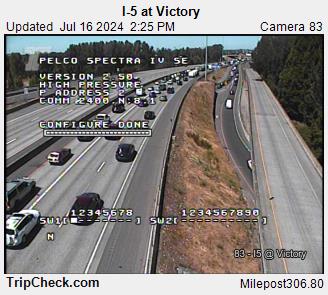 I-5 at Victory
Updated Jul 16 2024 2:25 PM Camera 83
PELCO SPECTRA IV SE
VERSION 2.50
HIGH PRESSURE
P ADDRESS 2
COMM 2400,N,8,1
CONFIGURE DONE
12345678 1234567890
SW1[ ] SW2[ ]
N
83 - I5 @ Victory
TripCheck.com Milepost306.80